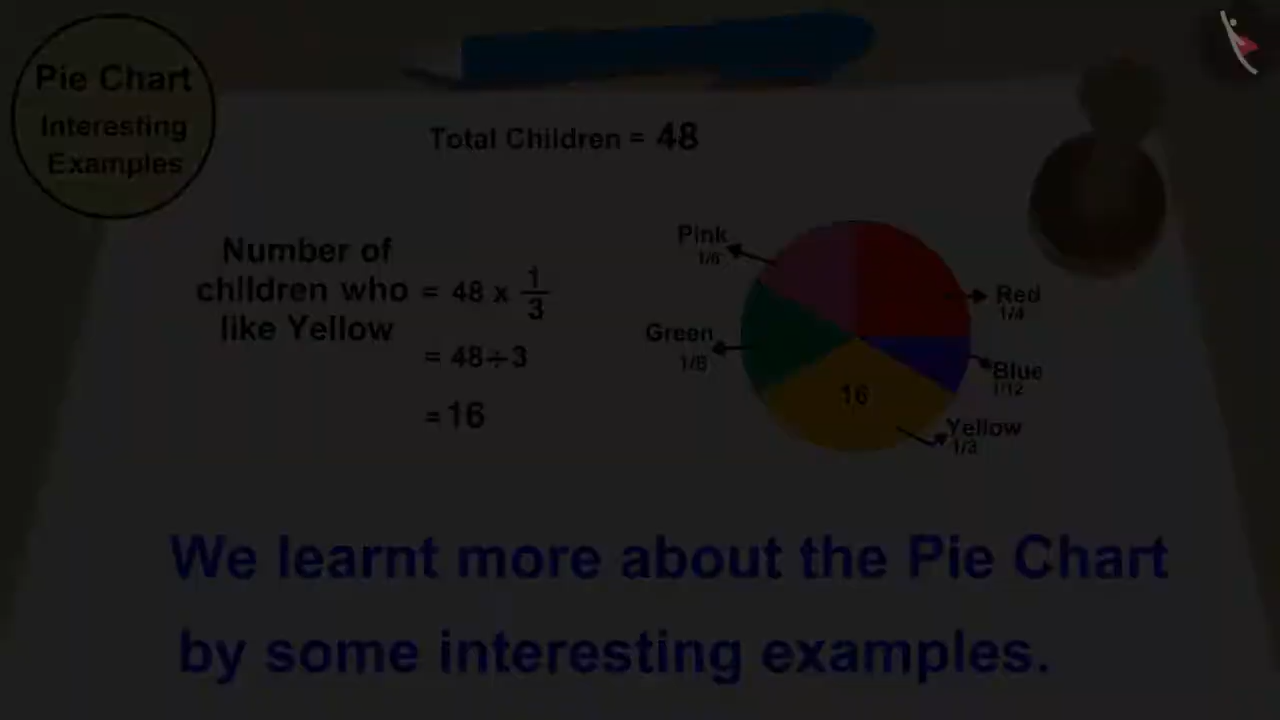 Pie Chart
Interesting
Examples
Total Children = 48
Number of
children who
like Yellow
= 48 x 1/3
= 48÷3
= 16
Pink
1/6
Green
1/6
Red
1/4
Blue
1/12
Yellow
1/3
16
We learnt more about the Pie Chart
by some interesting examples.